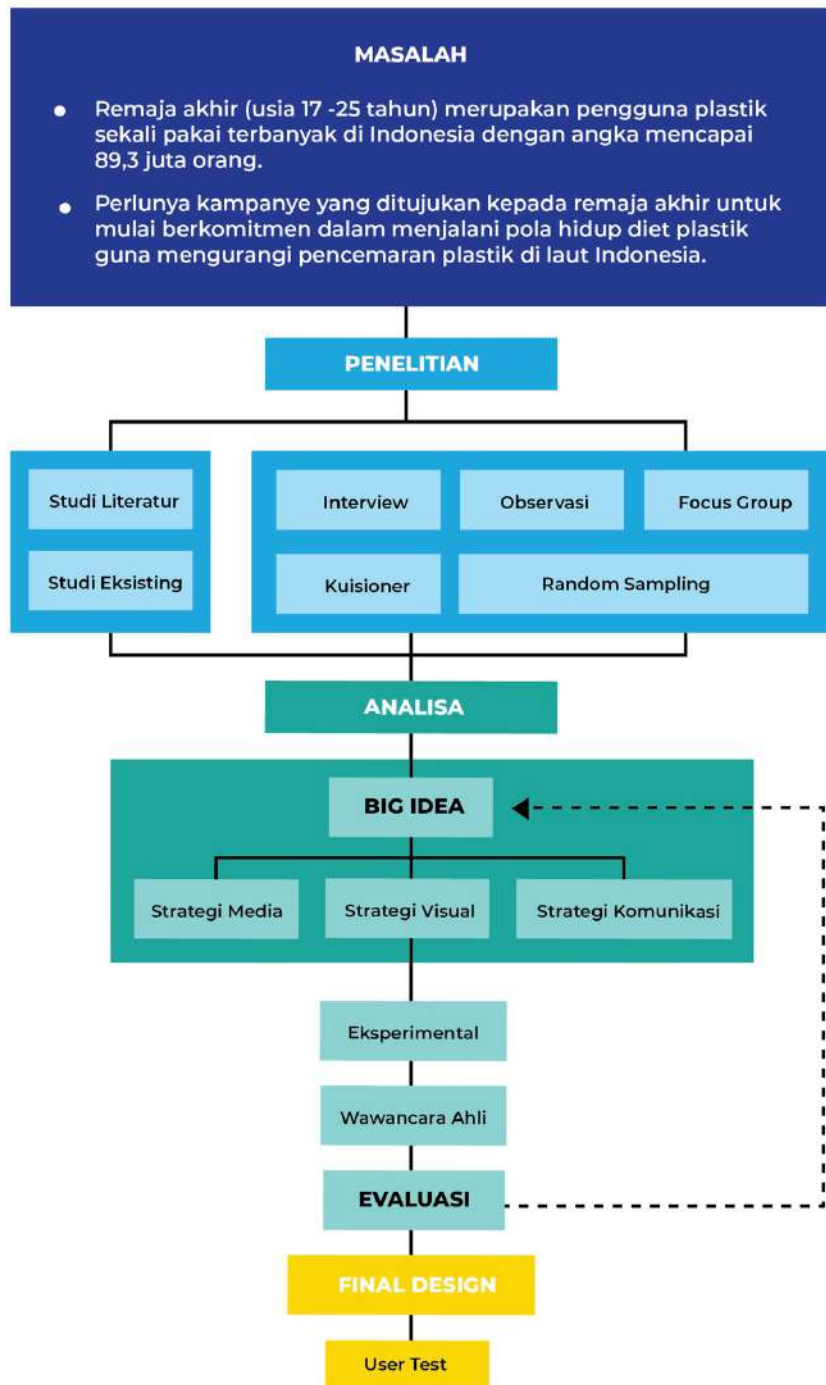 MASALAH
● Remaja akhir (usia 17 -25 tahun) merupakan pengguna plastik
sekali pakai terbanyak di Indonesia dengan angka mencapai
89,3 juta orang.
● Perlunya kampanye yang ditujukan kepada remaja akhir untuk
mulai berkomitmen dalam menjalani pola hidup diet plastik
guna mengurangi pencemaran plastik di laut Indonesia.
PENELITIAN
Studi Literatur
Studi Eksisting
Interview
Observasi
Focus Group
Kuisioner
Random Sampling
ANALISA
BIG IDEA
Strategi Media
Strategi Visual
Strategi Komunikasi
Eksperimental
Wawancara Ahli
EVALUASI
FINAL DESIGN
User Test